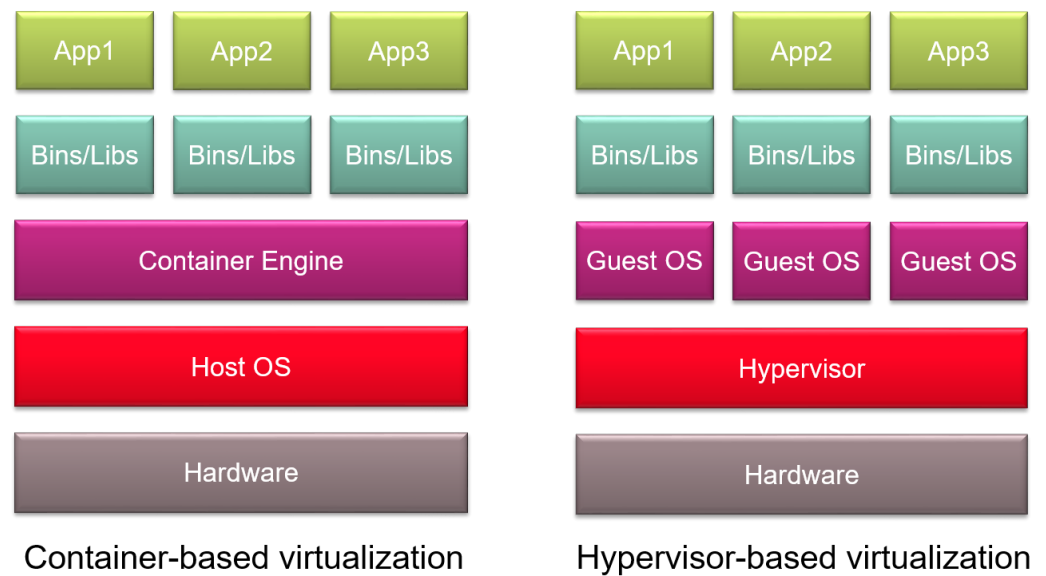 App1 App2 App3
Bins/Libs Bins/Libs Bins/Libs
Container Engine
Host OS
Hardware
Container-based virtualization
App1 App2 App3
Bins/Libs Bins/Libs Bins/Libs
Guest OS Guest OS Guest OS
Hypervisor
Hardware
Hypervisor-based virtualization